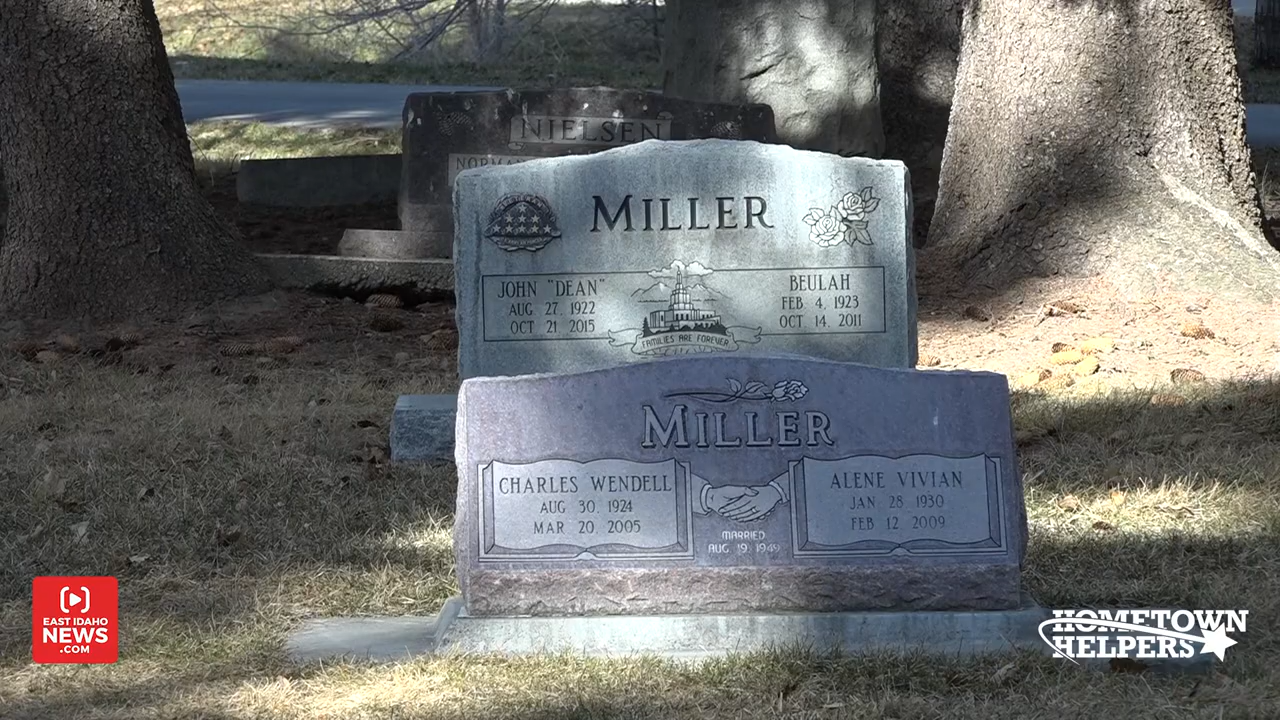 NIELSEN
NORMAN
MILLER
JOHN "DEAN"
AUG. 27. 1922
OCT 21. 2015
BEULAH
FEB 4. 1923
OCT 14. 2011
FAMILIES ARE FOREVER
MILLER
CHARLES WENDELL
AUG 30. 1924
MAR 20 2005
MARRIED
AUG. 19. 1949
ALENE VIVIAN
JAN 28 1930
FEB 12 2009
EAST IDAHO
NEWS
.COM
HOMETOWN
HELPERS